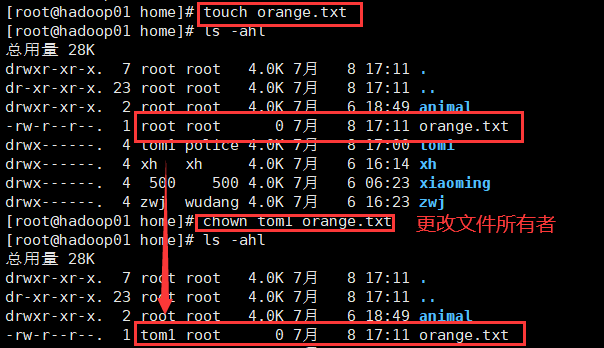 [root@hadoop01 home]# touch orange.txt
[root@hadoop01 home]# ls -ahl
总用量 28K
drwxr-xr-x. 7 root root 4.0K 7月 8 17:11 .
dr-xr-xr-x. 23 root root 4.0K 7月 8 17:11 ..
drwxr-xr-x. 2 root root 4.0K 7月 6 18:49 animal
-rw-r--r--. 1 root root 0 7月 8 17:11 orange.txt
drwx------. 4 tom1 police 4.0K 7月 8 17:00 tom1
drwx------. 4 xh xh 4.0K 7月 6 16:14 xh
drwx------. 4 500 500 4.0K 7月 6 06:23 xiaoming
drwx------. 4 zwj wudang 4.0K 7月 6 16:23 zwj
[root@hadoop01 home]# chown tom1 orange.txt 更改文件所有者
[root@hadoop01 home]# ls -ahl
总用量 28K
drwxr-xr-x. 7 root root 4.0K 7月 8 17:11 .
dr-xr-xr-x. 23 root root 4.0K 7月 8 17:11 ..
drwxr-xr-x. 2 root root 4.0K 7月 6 18:49 animal
-rw-r--r--. 1 tom1 root 0 7月 8 17:11 orange.txt